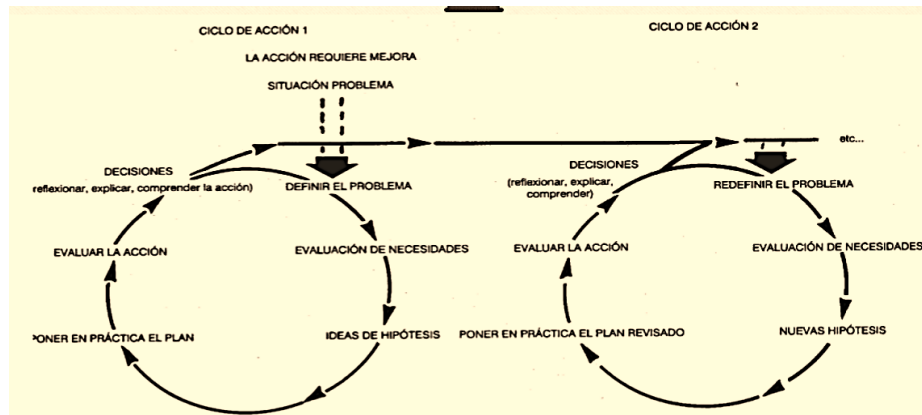 CICLO DE ACCIÓN 1
LA ACCIÓN REQUIERE MEJORA
SITUACIÓN PROBLEMA
DECISIONES
reflexionar, explicar, comprender la acción)
DEFINIR EL PROBLEMA
EVALUAR LA ACCIÓN
EVALUACIÓN DE NECESIDADES
PONER EN PRÁCTICA EL PLAN
IDEAS DE HIPÓTESIS
CICLO DE ACCIÓN 2
etc...
DECISIONES
(reflexionar, explicar,
comprender)
REDEFINIR EL PROBLEMA
EVALUAR LA ACCIÓN
EVALUACIÓN DE NECESIDADES
PONER EN PRÁCTICA EL PLAN REVISADO
NUEVAS HIPÓTESIS